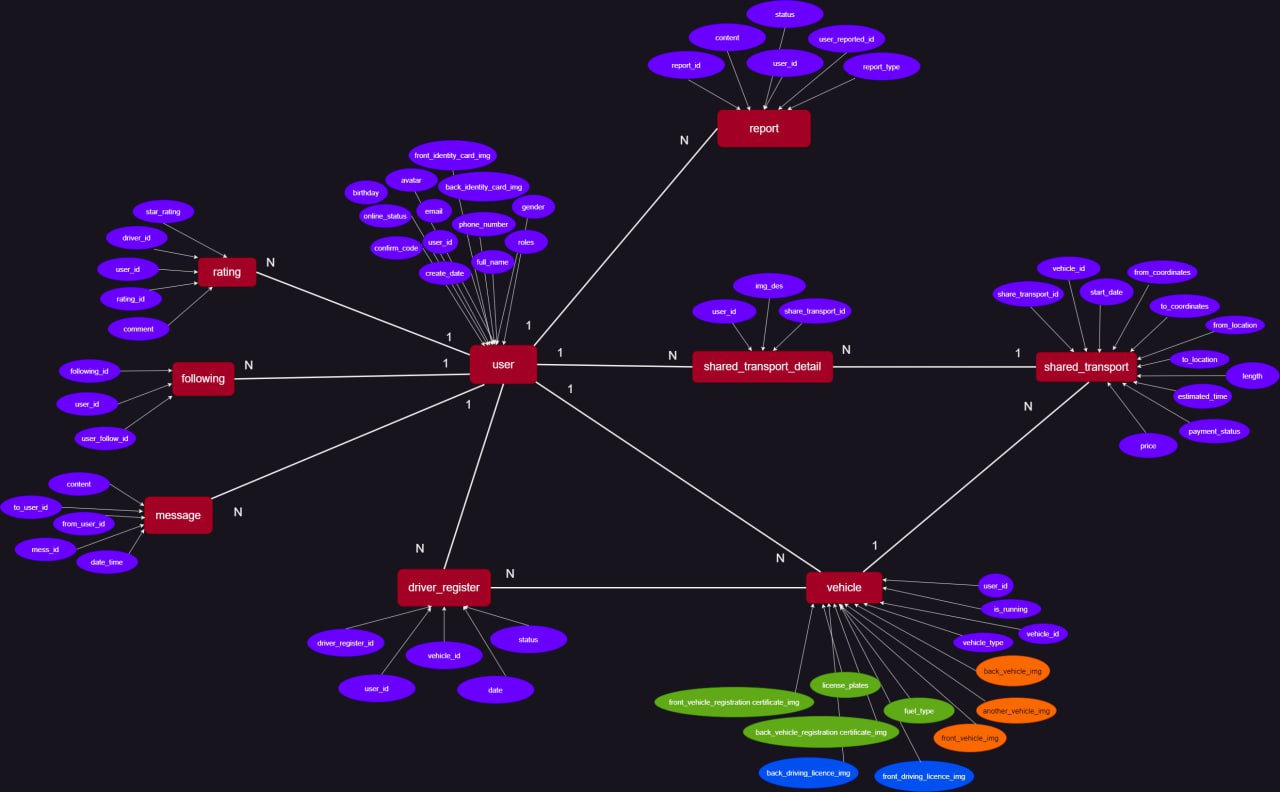 status
content
user_reported_id
report_id
user_id
report_type
report
N
front_identity_card_img
avatar
back_identity_card_img
birthday
gender
online_status
email
phone_number
confirm_code
user_id
roles
full_name
create_date
star_rating
driver_id
user_id
rating_id
comment
rating
N
1
1
1
user
1
1
1
following_id
user_id
user_follow_id
following
N
content
to_user_id
from_user_id
mess_id
date_time
message
N
img_des
user_id
share_transport_id
N
shared_transport_detail
N
vehicle_id
from_coordinates
share_transport_id
start_date
to_coordinates
from_location
to_location
length
estimated_time
payment_status
price
1
shared_transport
N
1
N
N
driver_register
N
driver_register_id
user_id
vehicle_id
status
date
vehicle
user_id
is_running
vehicle_id
vehicle_type
back_vehicle_img
another_vehicle_img
front_vehicle_img
license_plates
fuel_type
front_vehicle_registration certificate_img
back_vehicle_registration certificate_img
back_driving_licence_img
front_driving_licence_img